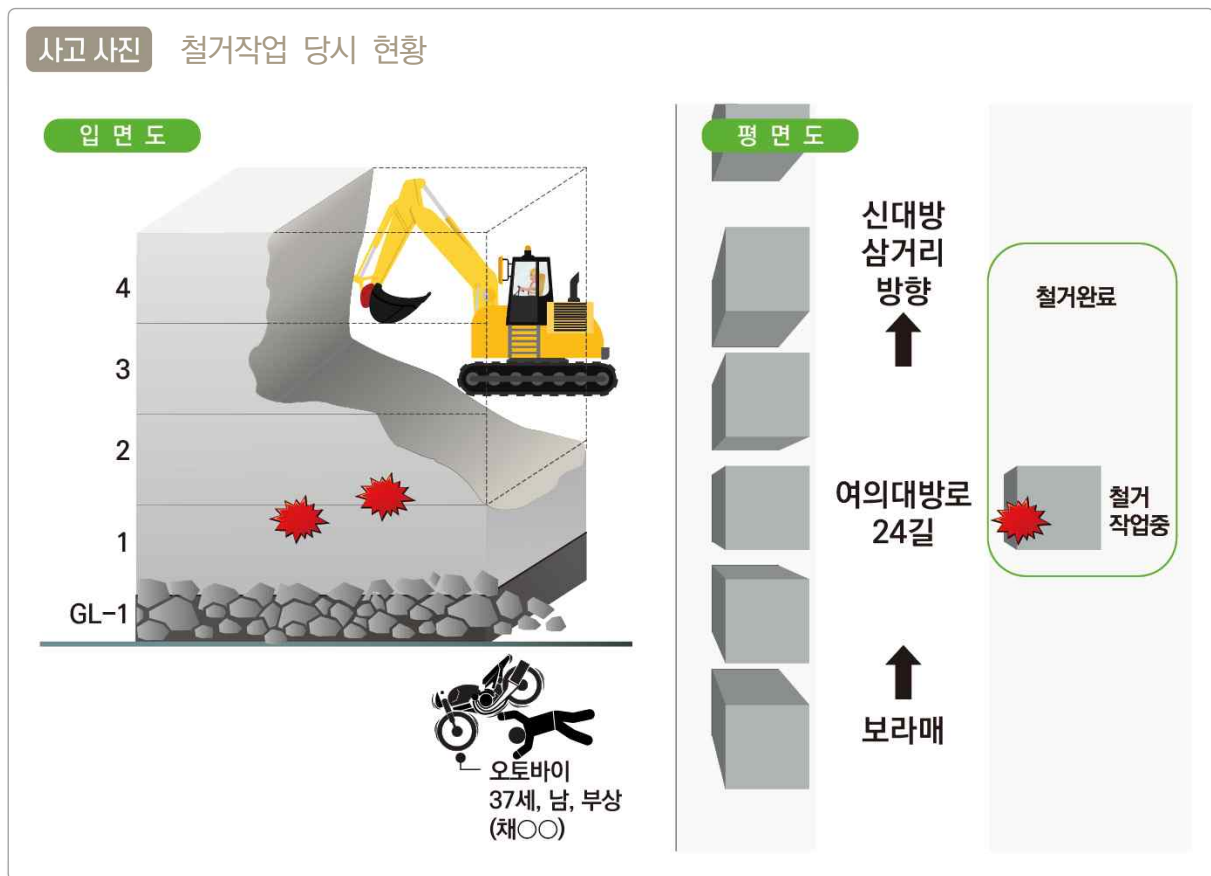 사고 사진 철거작업 당시 현황
입면도
4
3
2
1
GL-1
오토바이
37세, 남, 부상
(채○○)
평면도
신대방
삼거리
방향
철거완료
여의대방로
24길
철거
작업중
보라매